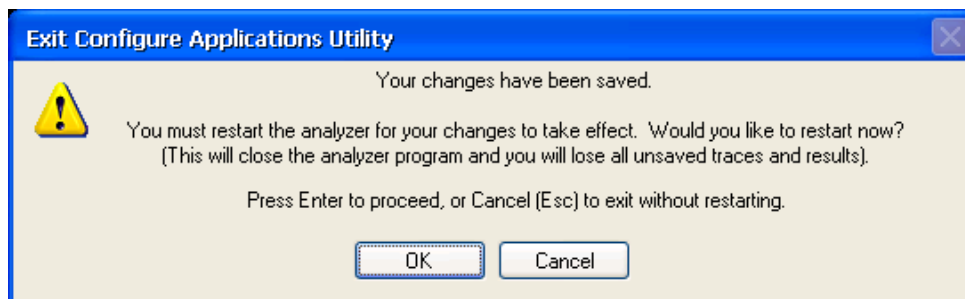 Exit Configure Applications Utility
Your changes have been saved.
You must restart the analyzer for your changes to take effect.  Would you like to restart now?
(This will close the analyzer program and you will lose all unsaved traces and results).
Press Enter to proceed, or Cancel (Esc) to exit without restarting.
OK
Cancel